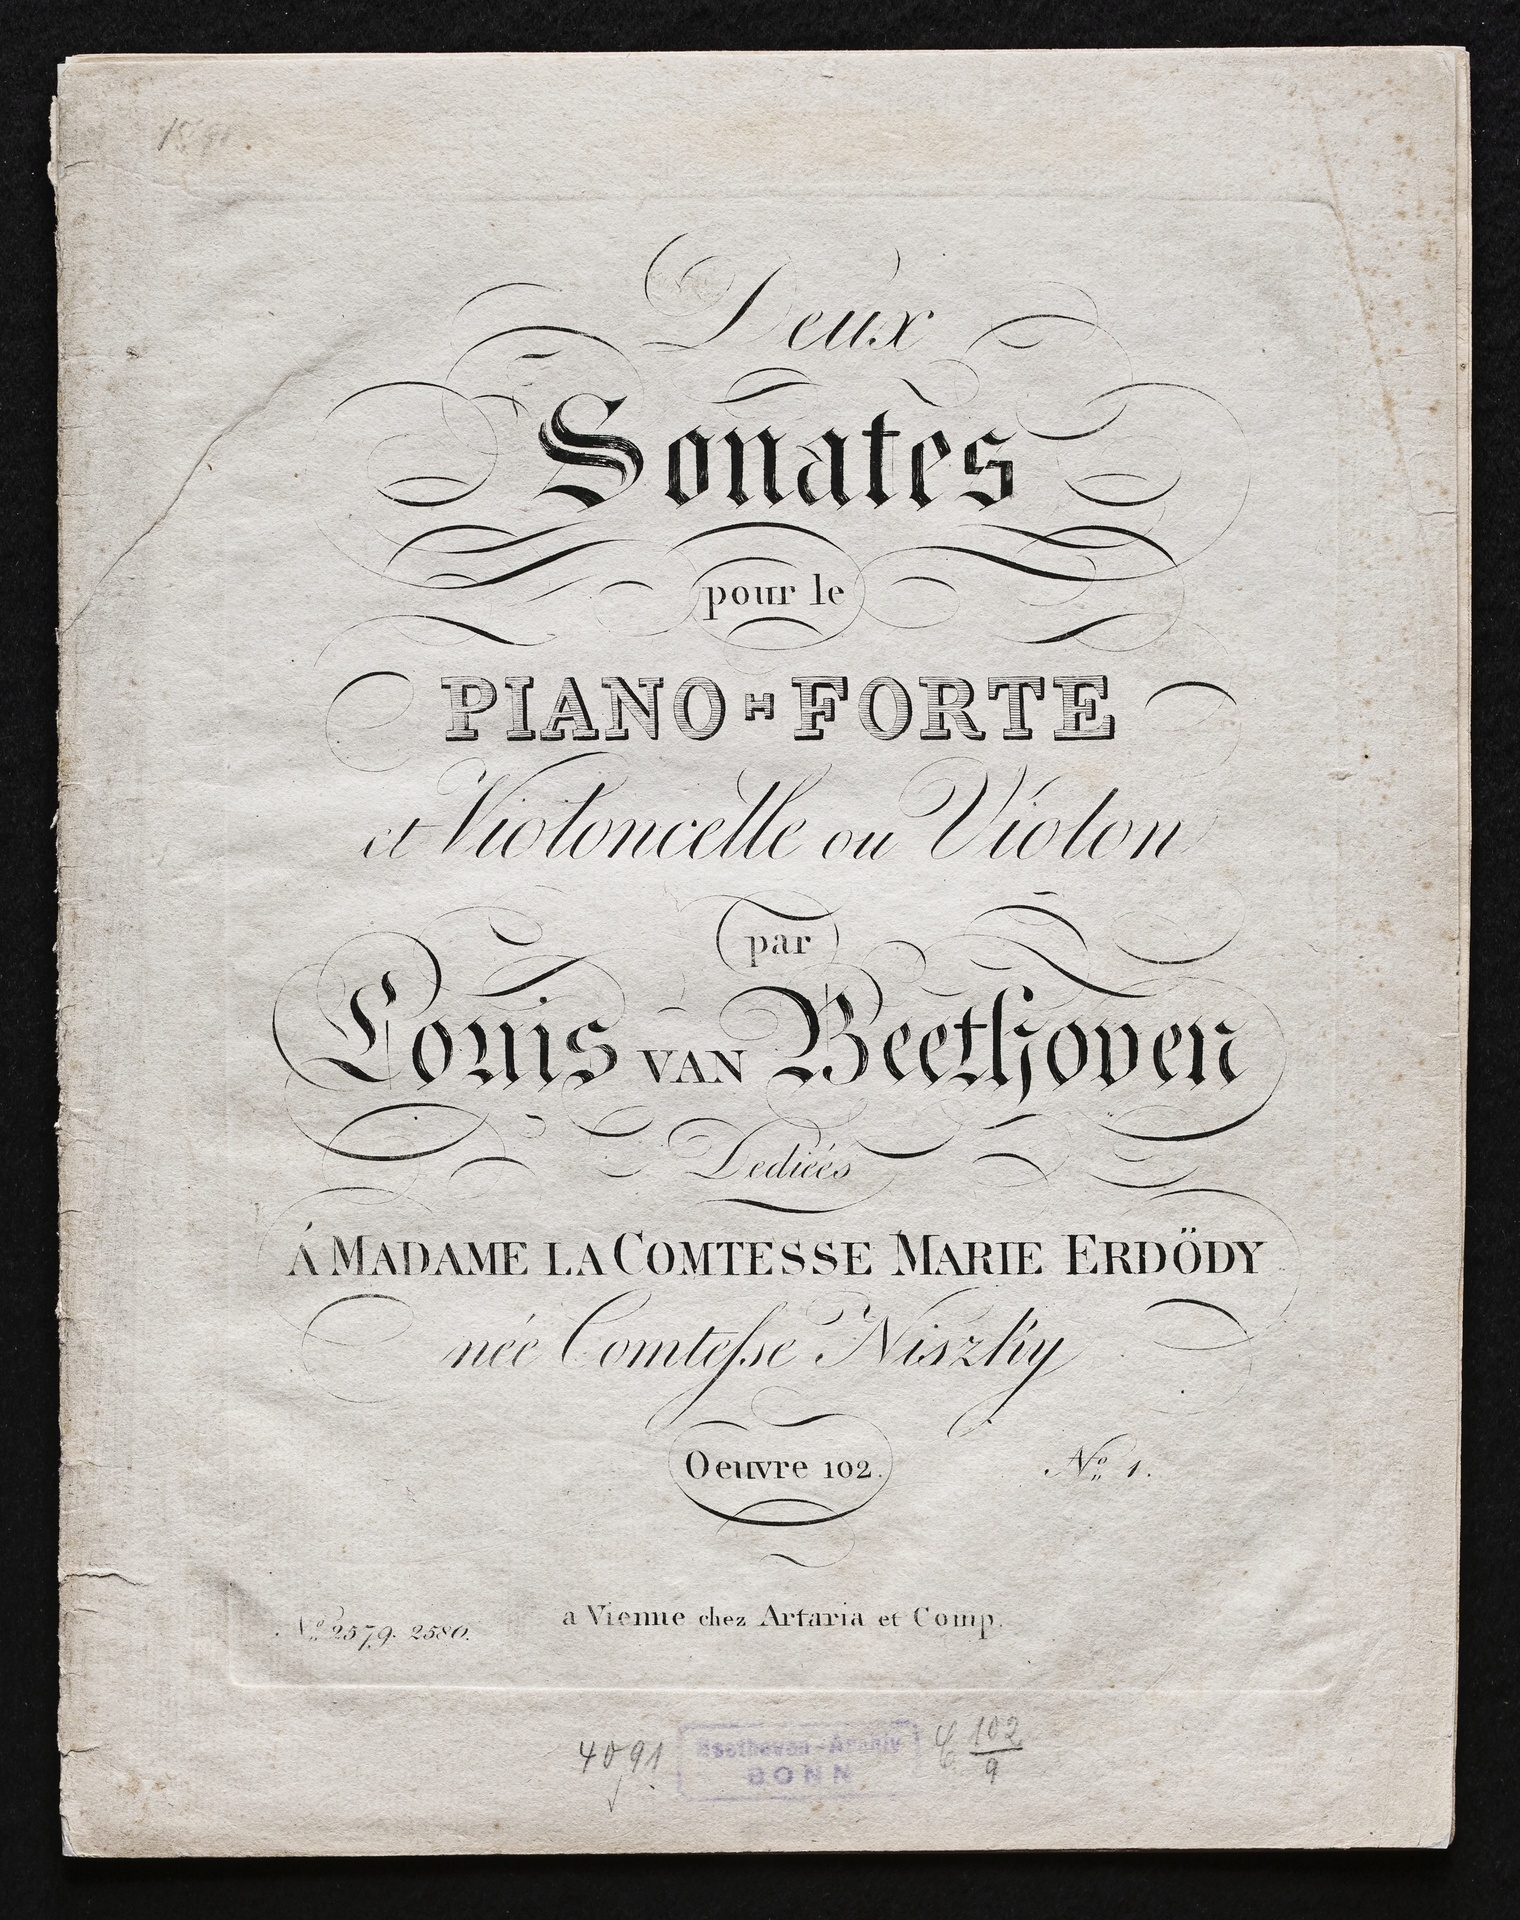 Deux
Sonates
pour le
PIANO-FORTE
et Violoncelle ou Violon
par
Louis VAN Beethoven
Dediées
Á MADAME LA COMTESSE MARIE ERDÖDY
née Comtesse Niszky
Oeuvre 102.
No. 1.
a Vienne chez Artaria et Comp.
No. 2579. 2580.
4091
Beethoven-Archiv
BONN
C 102
9